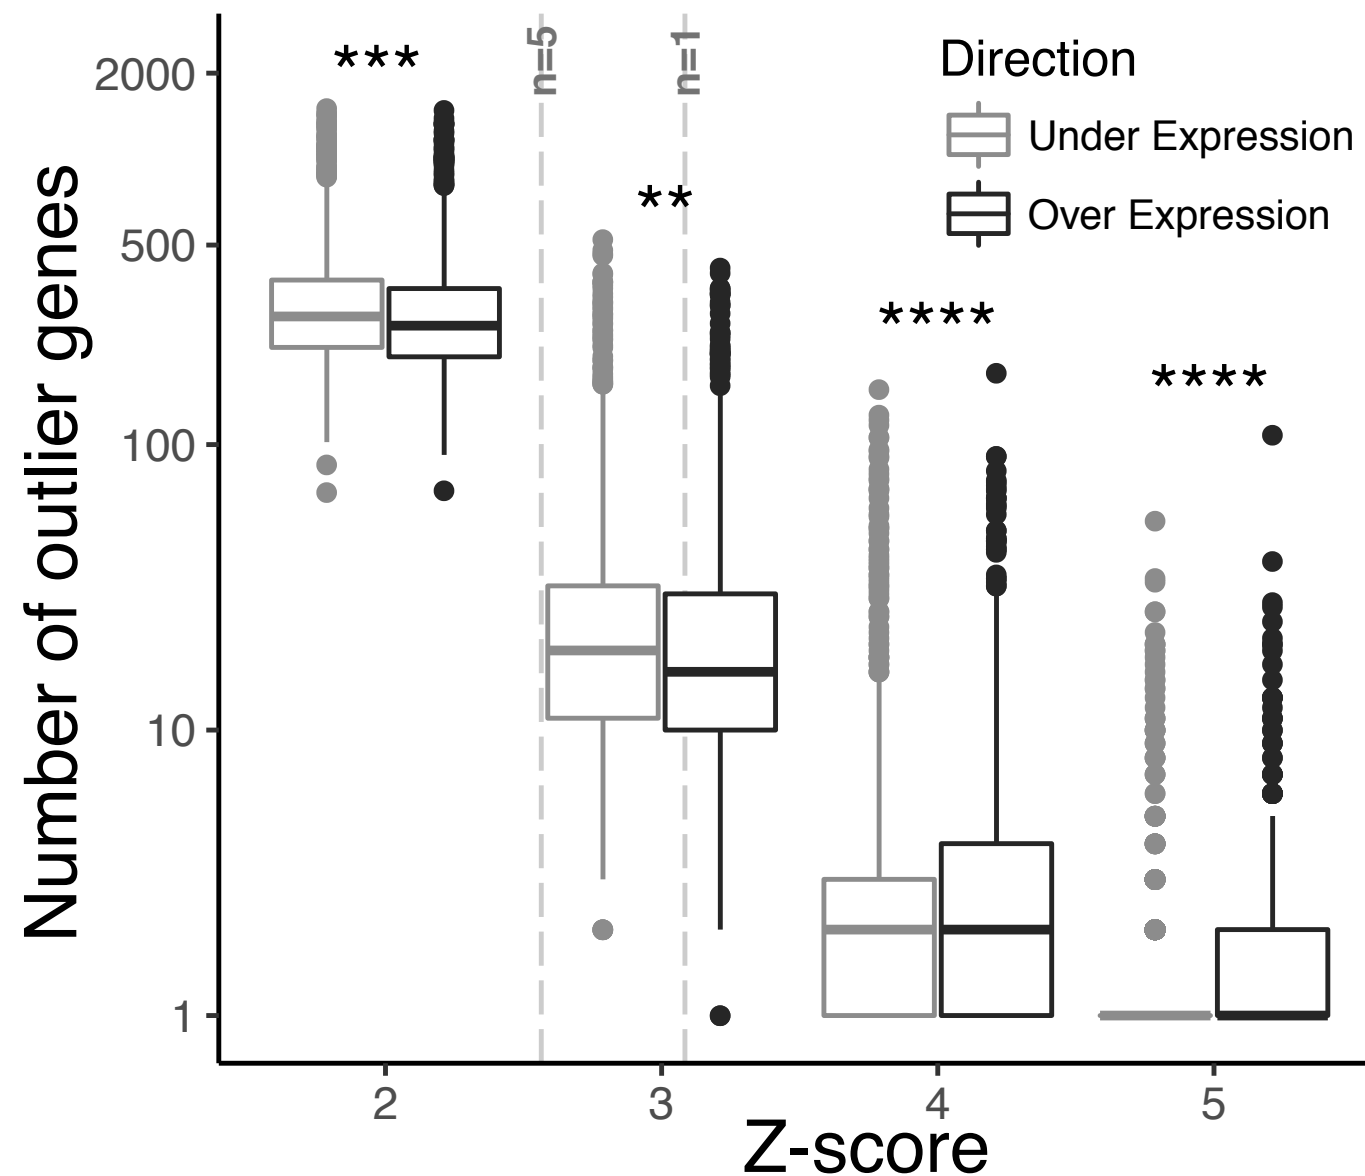 ***
n=5
n=1
Direction
Under Expression
Over Expression
**
****
****
Number of outlier genes
2000
500
100
10
1
2
3
4
5
Z-score